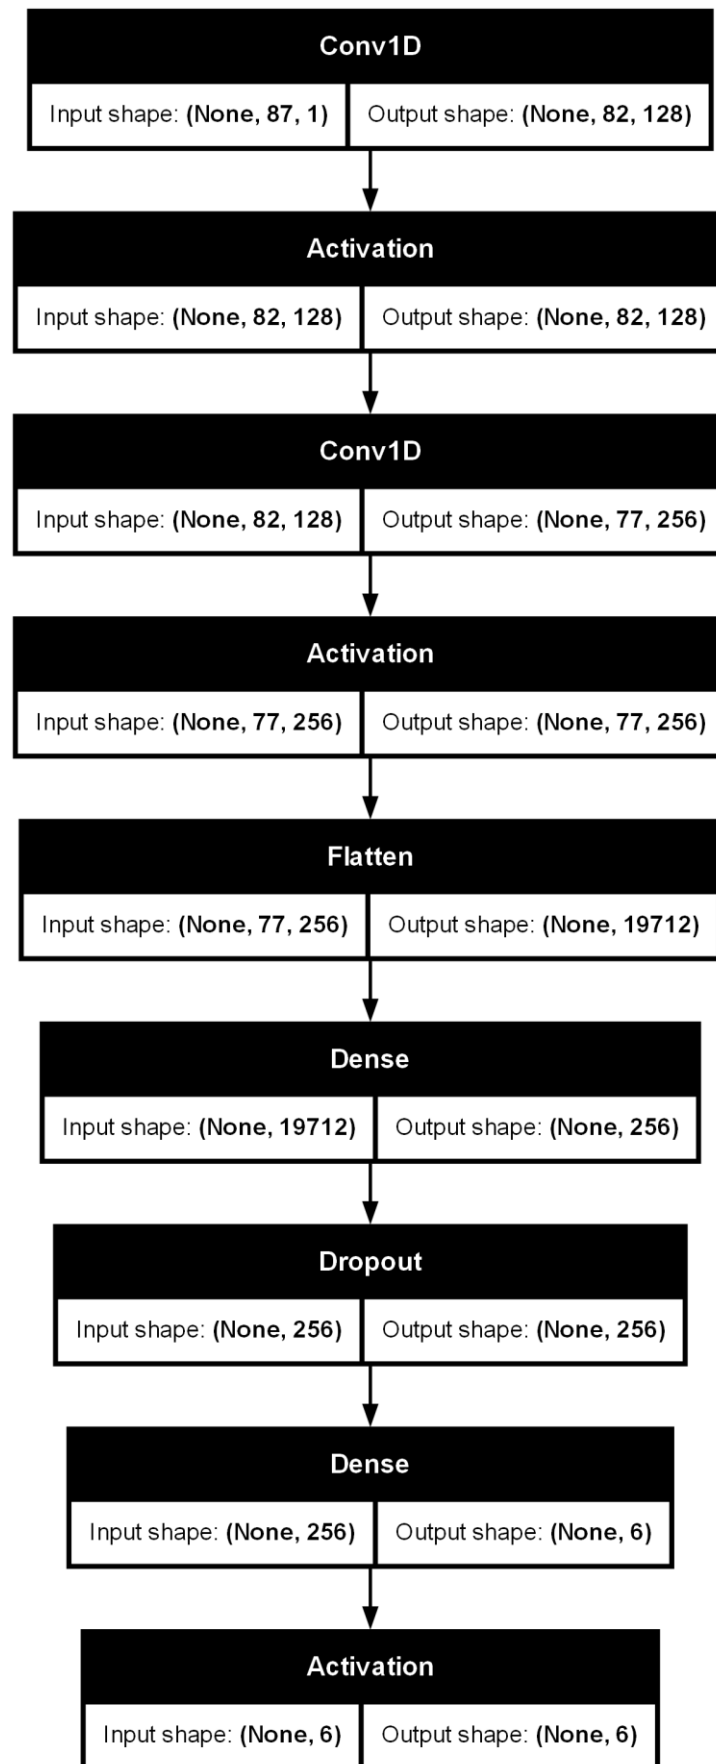 Conv1D
Input shape: (None, 87, 1) Output shape: (None, 82, 128)
Activation
Input shape: (None, 82, 128) Output shape: (None, 82, 128)
Conv1D
Input shape: (None, 82, 128) Output shape: (None, 77, 256)
Activation
Input shape: (None, 77, 256) Output shape: (None, 77, 256)
Flatten
Input shape: (None, 77, 256) Output shape: (None, 19712)
Dense
Input shape: (None, 19712) Output shape: (None, 256)
Dropout
Input shape: (None, 256) Output shape: (None, 256)
Dense
Input shape: (None, 256) Output shape: (None, 6)
Activation
Input shape: (None, 6) Output shape: (None, 6)